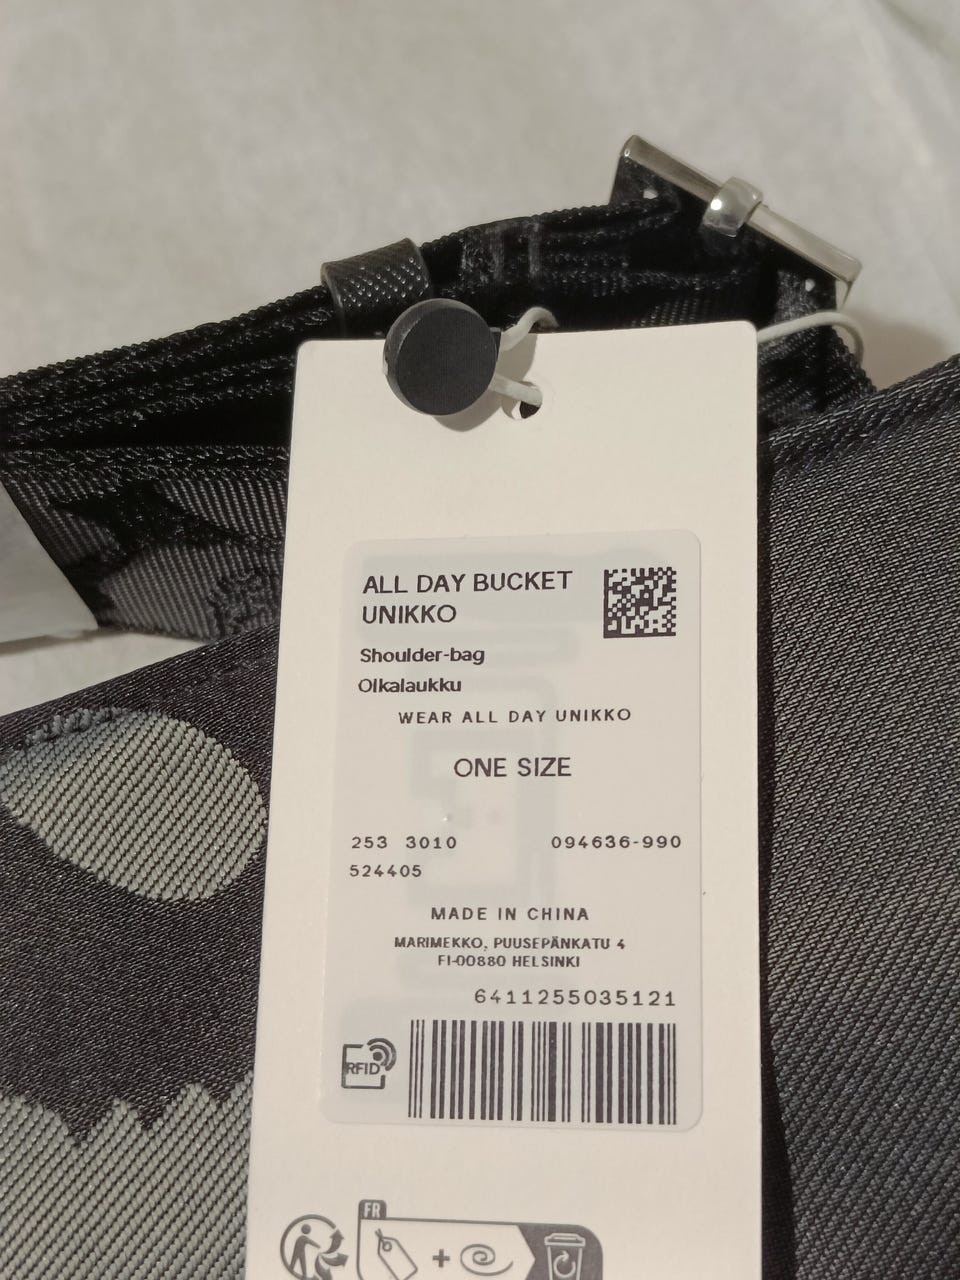 ALL DAY BUCKET
UNIKKO
Shoulder-bag
Olkalaukku
WEAR ALL DAY UNIKKO
ONE SIZE
253 3010 094636-990
524405
MADE IN CHINA
MARIMEKKO, PUUSEPÄNKATU 4
FI-00880 HELSINKI
6411255035121
RFID
FR
+